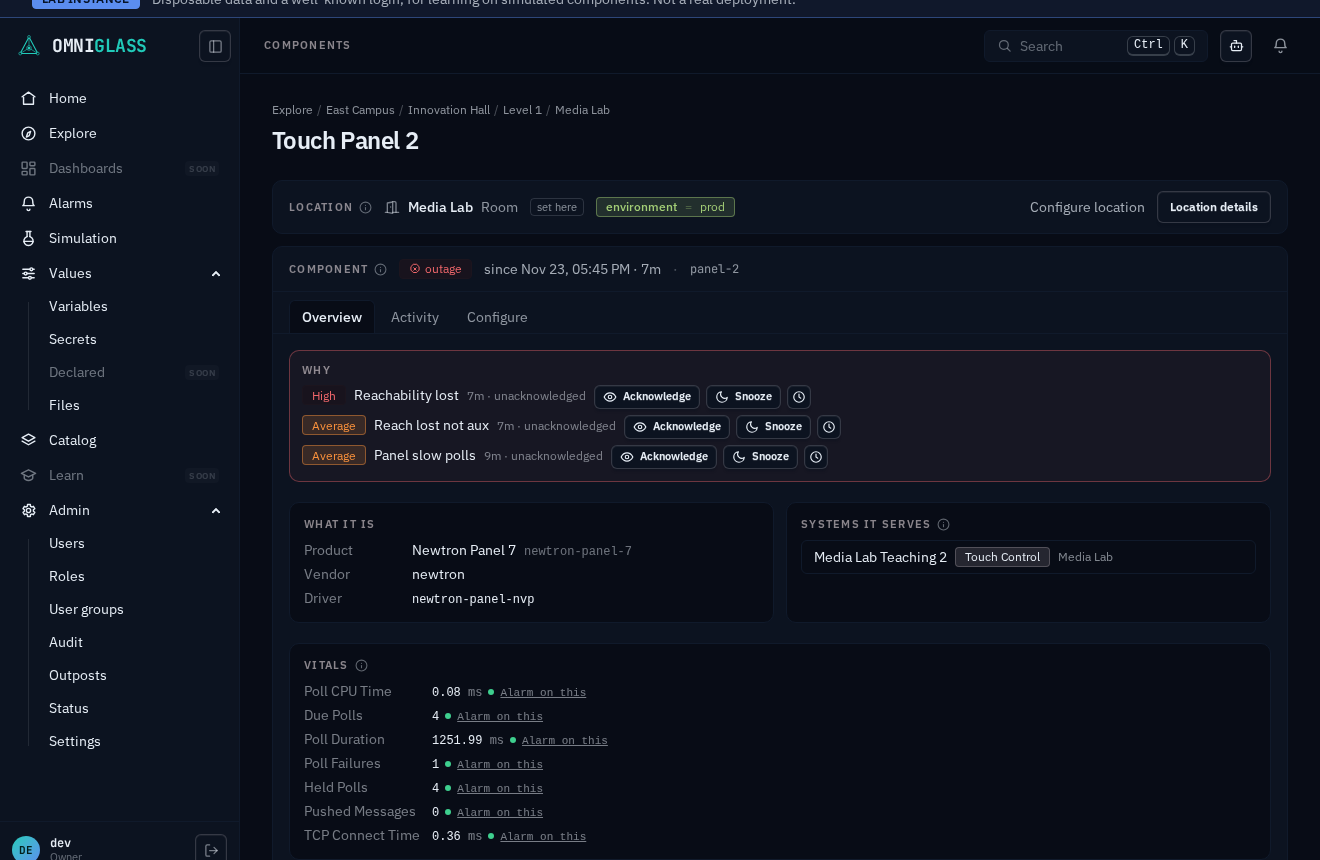 LAB INSTANCE Disposable data and a well-known login, for learning on simulated components. Not a real deployment.
OMNIGLASS
COMPONENTS
Search Ctrl K
Home
Explore
Dashboards SOON
Alarms
Simulation
Values
Variables
Secrets
Declared SOON
Files
Catalog
Learn SOON
Admin
Users
Roles
User groups
Audit
Outposts
Status
Settings
DE dev
Owner
Explore / East Campus / Innovation Hall / Level 1 / Media Lab
Touch Panel 2
LOCATION Media Lab Room set here environment = prod Configure location Location details
COMPONENT outage since Nov 23, 05:45 PM · 7m · panel-2
Overview Activity Configure
WHY
High Reachability lost 7m · unacknowledged Acknowledge Snooze
Average Reach lost not aux 7m · unacknowledged Acknowledge Snooze
Average Panel slow polls 9m · unacknowledged Acknowledge Snooze
WHAT IT IS
Product Newtron Panel 7 newtron-panel-7
Vendor newtron
Driver newtron-panel-nvp
SYSTEMS IT SERVES
Media Lab Teaching 2 Touch Control Media Lab
VITALS
Poll CPU Time 0.08 ms Alarm on this
Due Polls 4 Alarm on this
Poll Duration 1251.99 ms Alarm on this
Poll Failures 1 Alarm on this
Held Polls 4 Alarm on this
Pushed Messages 0 Alarm on this
TCP Connect Time 0.36 ms Alarm on this